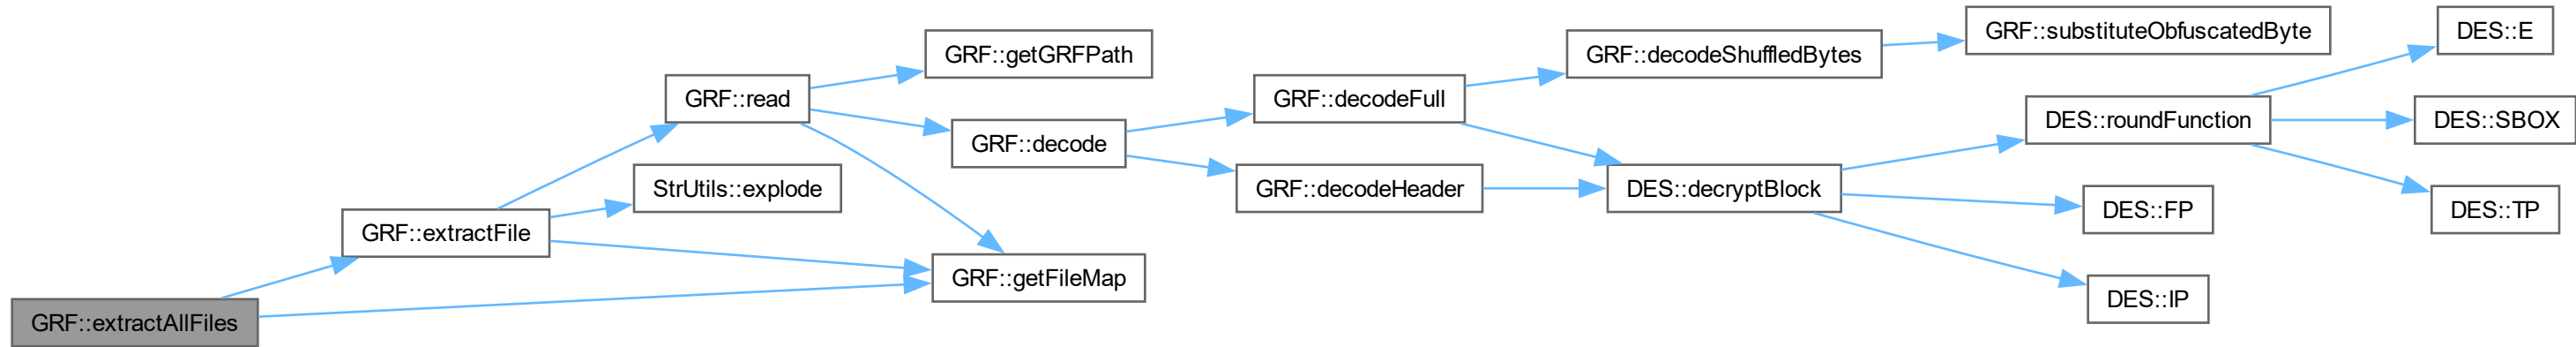 GRF::extractAllFiles
GRF::extractFile
GRF::read
StrUtils::explode
GRF::getGRFPath
GRF::decode
GRF::getFileMap
GRF::decodeFull
GRF::decodeHeader
GRF::decodeShuffledBytes
DES::decryptBlock
GRF::substituteObfuscatedByte
DES::roundFunction
DES::FP
DES::IP
DES::E
DES::SBOX
DES::TP